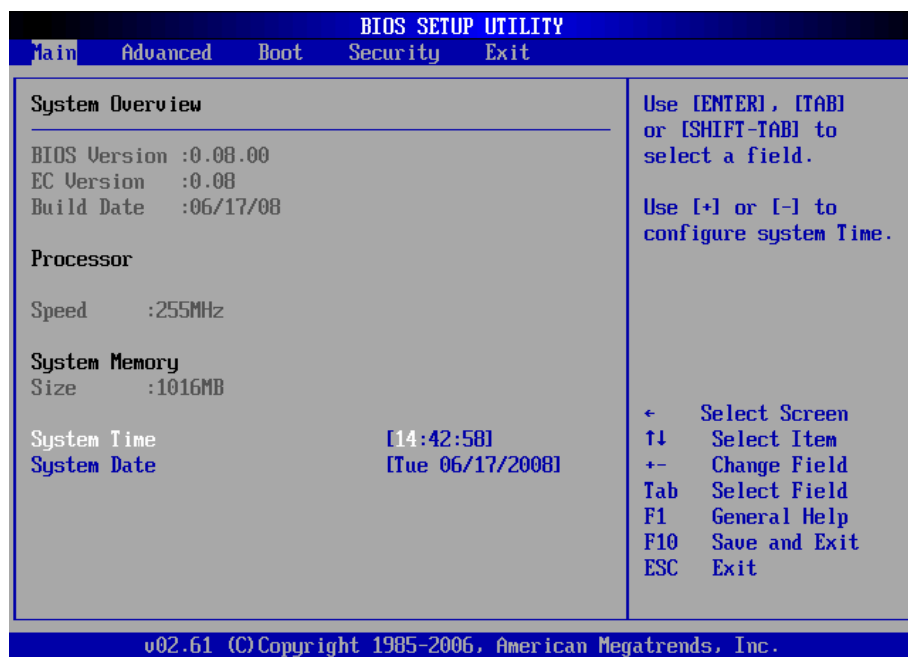 BIOS SETUP UTILITY
Main Advanced Boot Security Exit
System Overview
BIOS Version :0.08.00
EC Version :0.08
Build Date :06/17/08
Processor
Speed :255MHz
System Memory
Size :1016MB
System Time [14:42:58]
System Date [Tue 06/17/2008]
Use [ENTER], [TAB]
or [SHIFT-TAB] to
select a field.
Use [+] or [-] to
configure system Time.
← Select Screen
↑↓ Select Item
+- Change Field
Tab Select Field
F1 General Help
F10 Save and Exit
ESC Exit
v02.61 (C)Copyright 1985-2006, American Megatrends, Inc.